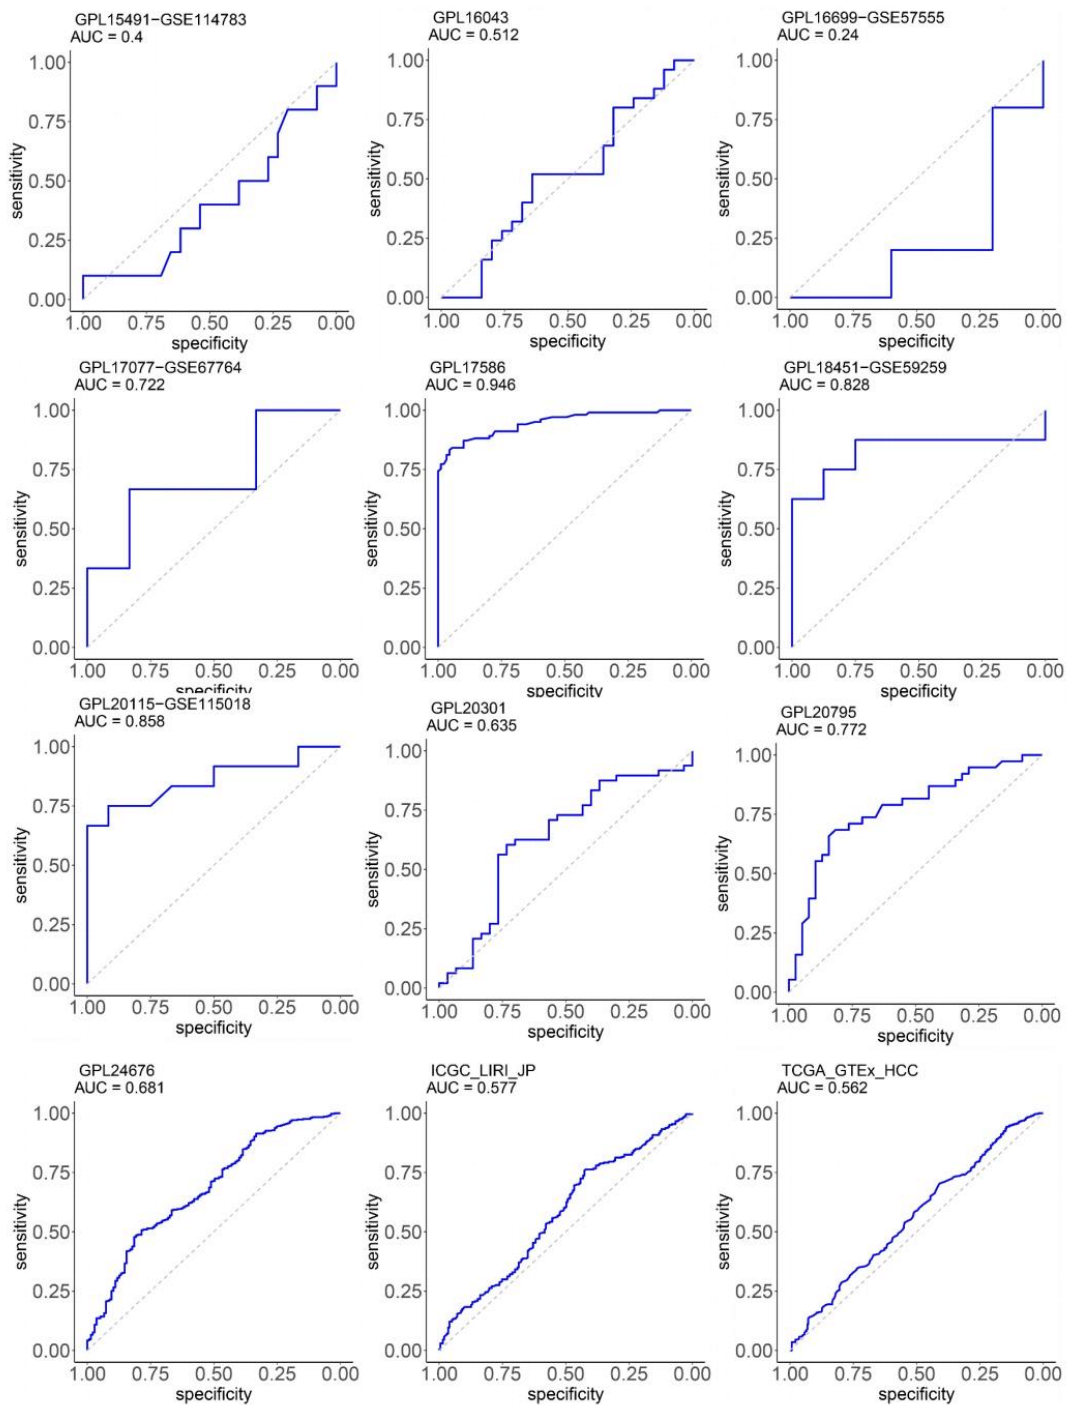 GPL15491-GSE114783
AUC = 0.4
1.00
0.75
0.50
0.25
0.00
sensitivity
1.00 0.75 0.50 0.25 0.00
specificity
GPL16043
AUC = 0.512
1.00
0.75
0.50
0.25
0.00
sensitivity
1.00 0.75 0.50 0.25 0.00
specificity
GPL16699-GSE57555
AUC = 0.24
1.00
0.75
0.50
0.25
0.00
sensitivity
1.00 0.75 0.50 0.25 0.00
specificity
GPL17077-GSE67764
AUC = 0.722
1.00
0.75
0.50
0.25
0.00
sensitivity
1.00 0.75 0.50 0.25 0.00
specificity
GPL17586
AUC = 0.946
1.00
0.75
0.50
0.25
0.00
sensitivity
1.00 0.75 0.50 0.25 0.00
specificity
GPL18451-GSE59259
AUC = 0.828
1.00
0.75
0.50
0.25
0.00
sensitivity
1.00 0.75 0.50 0.25 0.00
specificity
GPL20115-GSE115018
AUC = 0.858
1.00
0.75
0.50
0.25
0.00
sensitivity
1.00 0.75 0.50 0.25 0.00
specificity
GPL20301
AUC = 0.635
1.00
0.75
0.50
0.25
0.00
sensitivity
1.00 0.75 0.50 0.25 0.00
specificity
GPL20795
AUC = 0.772
1.00
0.75
0.50
0.25
0.00
sensitivity
1.00 0.75 0.50 0.25 0.00
specificity
GPL24676
AUC = 0.681
1.00
0.75
0.50
0.25
0.00
sensitivity
1.00 0.75 0.50 0.25 0.00
specificity
ICGC_LIRI_JP
AUC = 0.577
1.00
0.75
0.50
0.25
0.00
sensitivity
1.00 0.75 0.50 0.25 0.00
specificity
TCGA_GTEx_HCC
AUC = 0.562
1.00
0.75
0.50
0.25
0.00
sensitivity
1.00 0.75 0.50 0.25 0.00
specificity